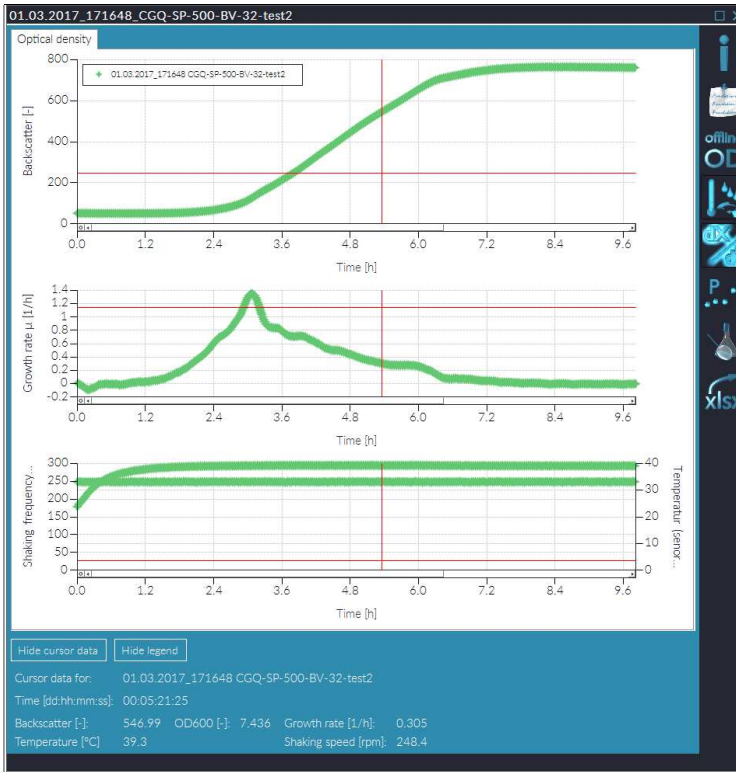 01.03.2017_171648_CGQ-SP-500-BV-32-test2
Optical density
01.03.2017_171648 CGQ-SP-500-BV-32-test2
Backscatter [-]
800
600
400
200
0
0.0 1.2 2.4 3.6 4.8 6.0 7.2 8.4 9.6
Time [h]
Growth rate μ [1/h]
1.4
1.2
1
0.8
0.6
0.4
0.2
0
-0.2
0.0 1.2 2.4 3.6 4.8 6.0 7.2 8.4 9.6
Time [h]
Shaking frequency...
300
250
200
150
100
50
0
40
30
20
10
0
Temperatur (senor...
0.0 1.2 2.4 3.6 4.8 6.0 7.2 8.4 9.6
Time [h]
offline
OD
dX
P
xlsx
Hide cursor data Hide legend
Cursor data for: 01.03.2017_171648 CGQ-SP-500-BV-32-test2
Time [dd:hh:mm:ss]: 00:05:21:25
Backscatter [-]: 546.99 OD600 [-]: 7.436 Growth rate [1/h]: 0.305
Temperature [°C] 39.3 Shaking speed [rpm]: 248.4